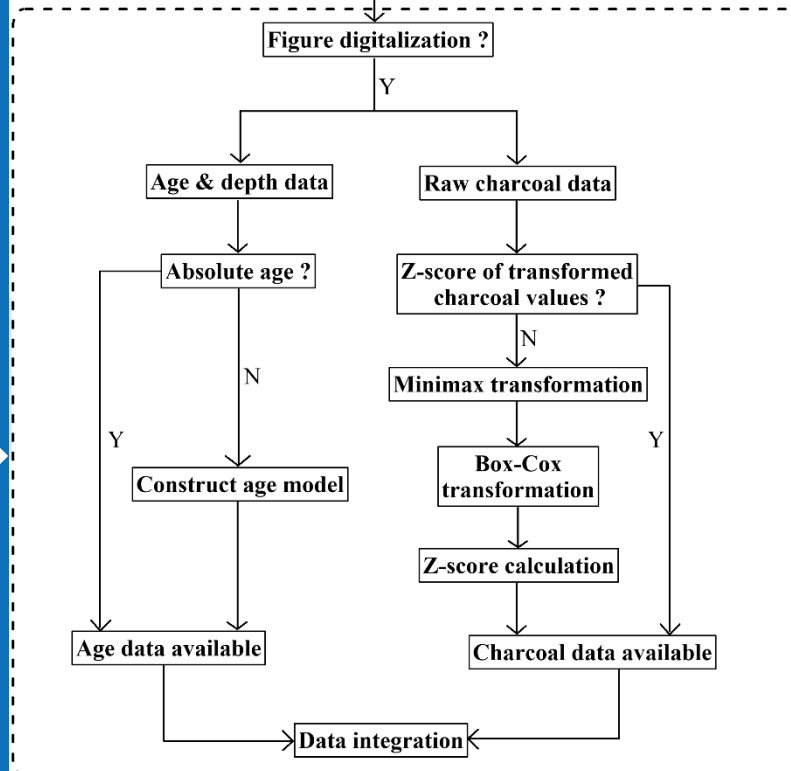 Figure digitalization ?
Y
Age & depth data
Raw charcoal data
Absolute age ?
Z-score of transformed
charcoal values ?
N
Minimax transformation
N
Y
Y
Box-Cox
transformation
Construct age model
Z-score calculation
Age data available
Charcoal data available
Data integration